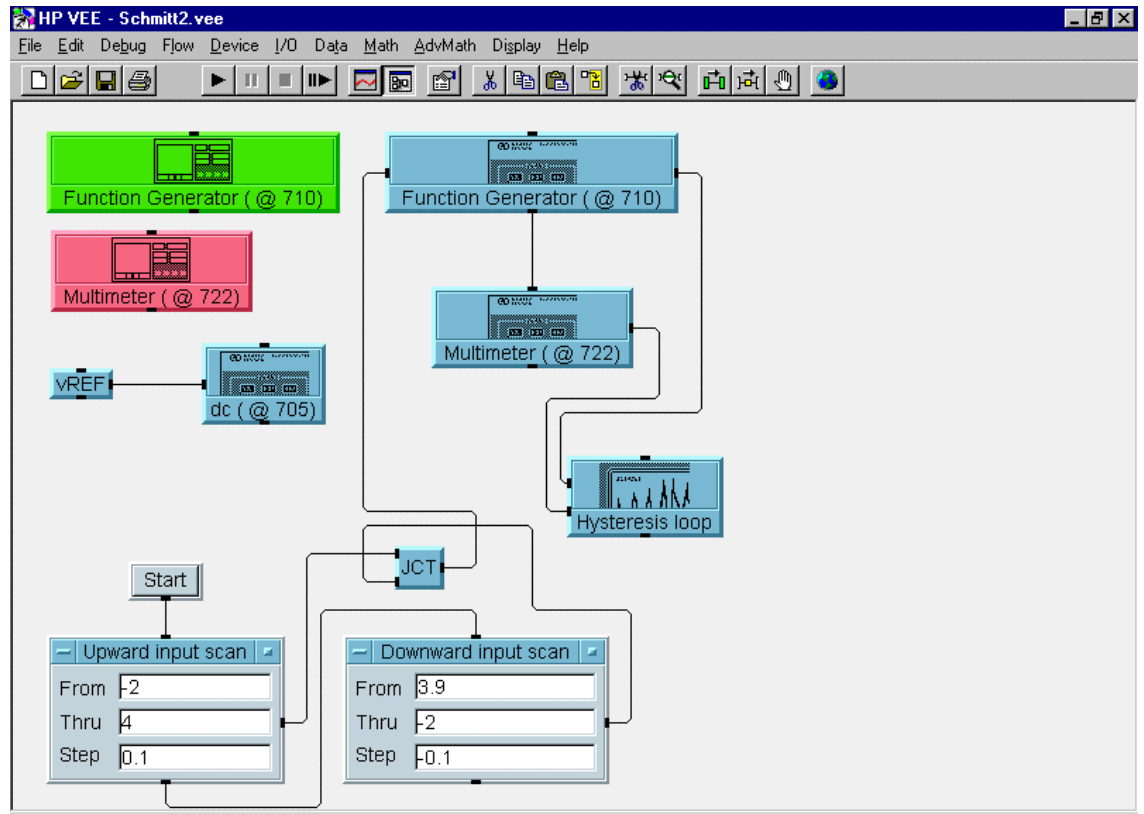 HP VEE - Schmitt2.vee
File Edit Debug Flow Device I/O Data Math AdvMath Display Help
Function Generator ( @ 710)
Function Generator ( @ 710)
Multimeter ( @ 722)
Multimeter ( @ 722)
vREF
dc ( @ 705)
Hysteresis loop
JCT
Start
Upward input scan
From -2
Thru 4
Step 0.1
Downward input scan
From 3.9
Thru -2
Step -0.1